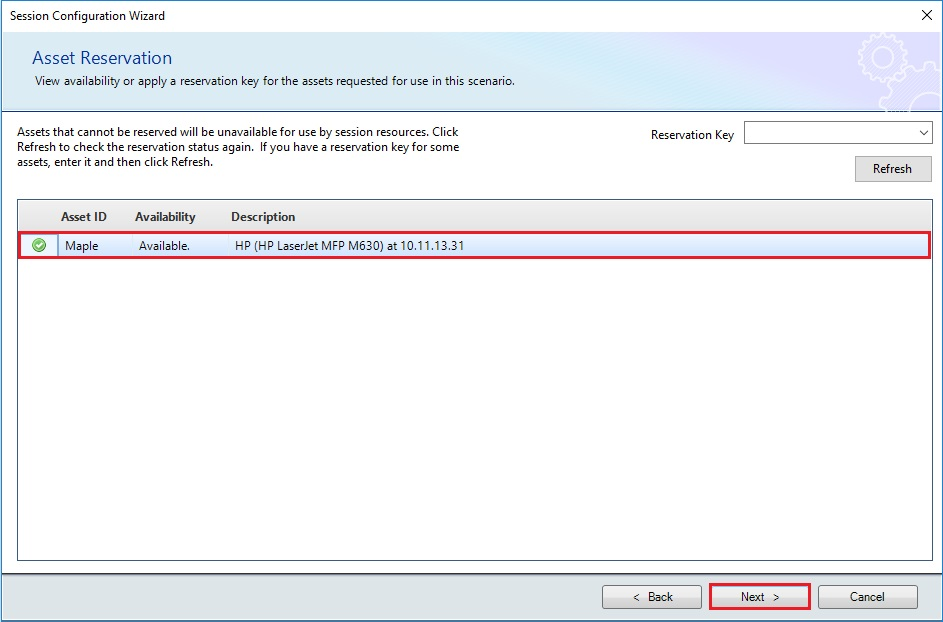 Session Configuration Wizard
Asset Reservation
View availability or apply a reservation key for the assets requested for use in this scenario.
Assets that cannot be reserved will be unavailable for use by session resources. Click
Refresh to check the reservation status again. If you have a reservation key for some
assets, enter it and then click Refresh.
Reservation Key
Refresh
Asset ID Availability Description
Maple Available. HP (HP LaserJet MFP M630) at 10.11.13.31
< Back Next > Cancel